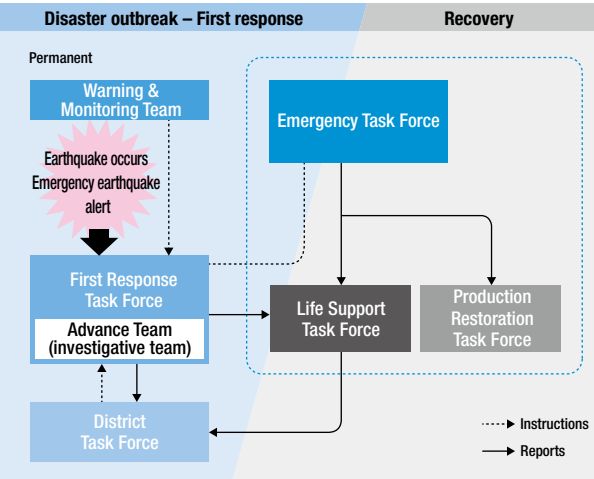 Disaster outbreak – First response
Recovery
Permanent
Warning &
Monitoring Team
Emergency Task Force
Earthquake occurs
Emergency earthquake
alert
First Response
Task Force
Advance Team
(investigative team)
Life Support
Task Force
Production
Restoration
Task Force
District
Task Force
Instructions
Reports